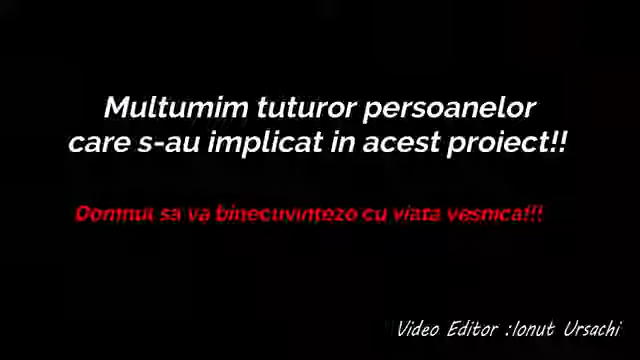 Multumim tuturor persoanelor
care s-au implicat in acest proiect!!
Domnul sa va binecuvinteze cu viata vesnica!!!
Video Editor :Ionut Ursachi